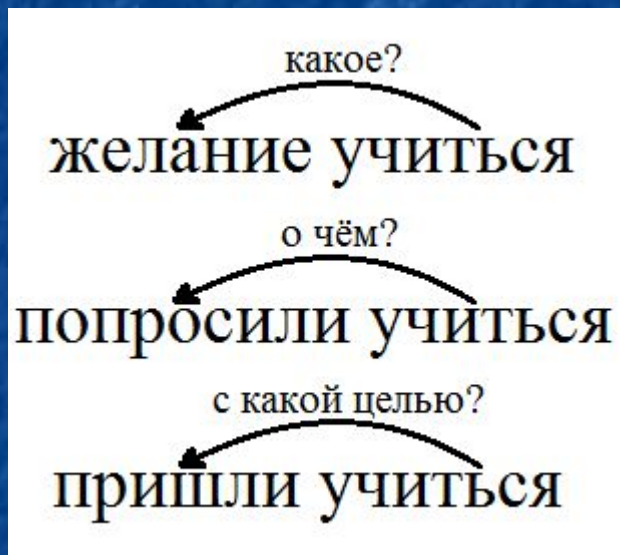 какое?
желание учиться
о чём?
попросили учиться
с какой целью?
пришли учиться